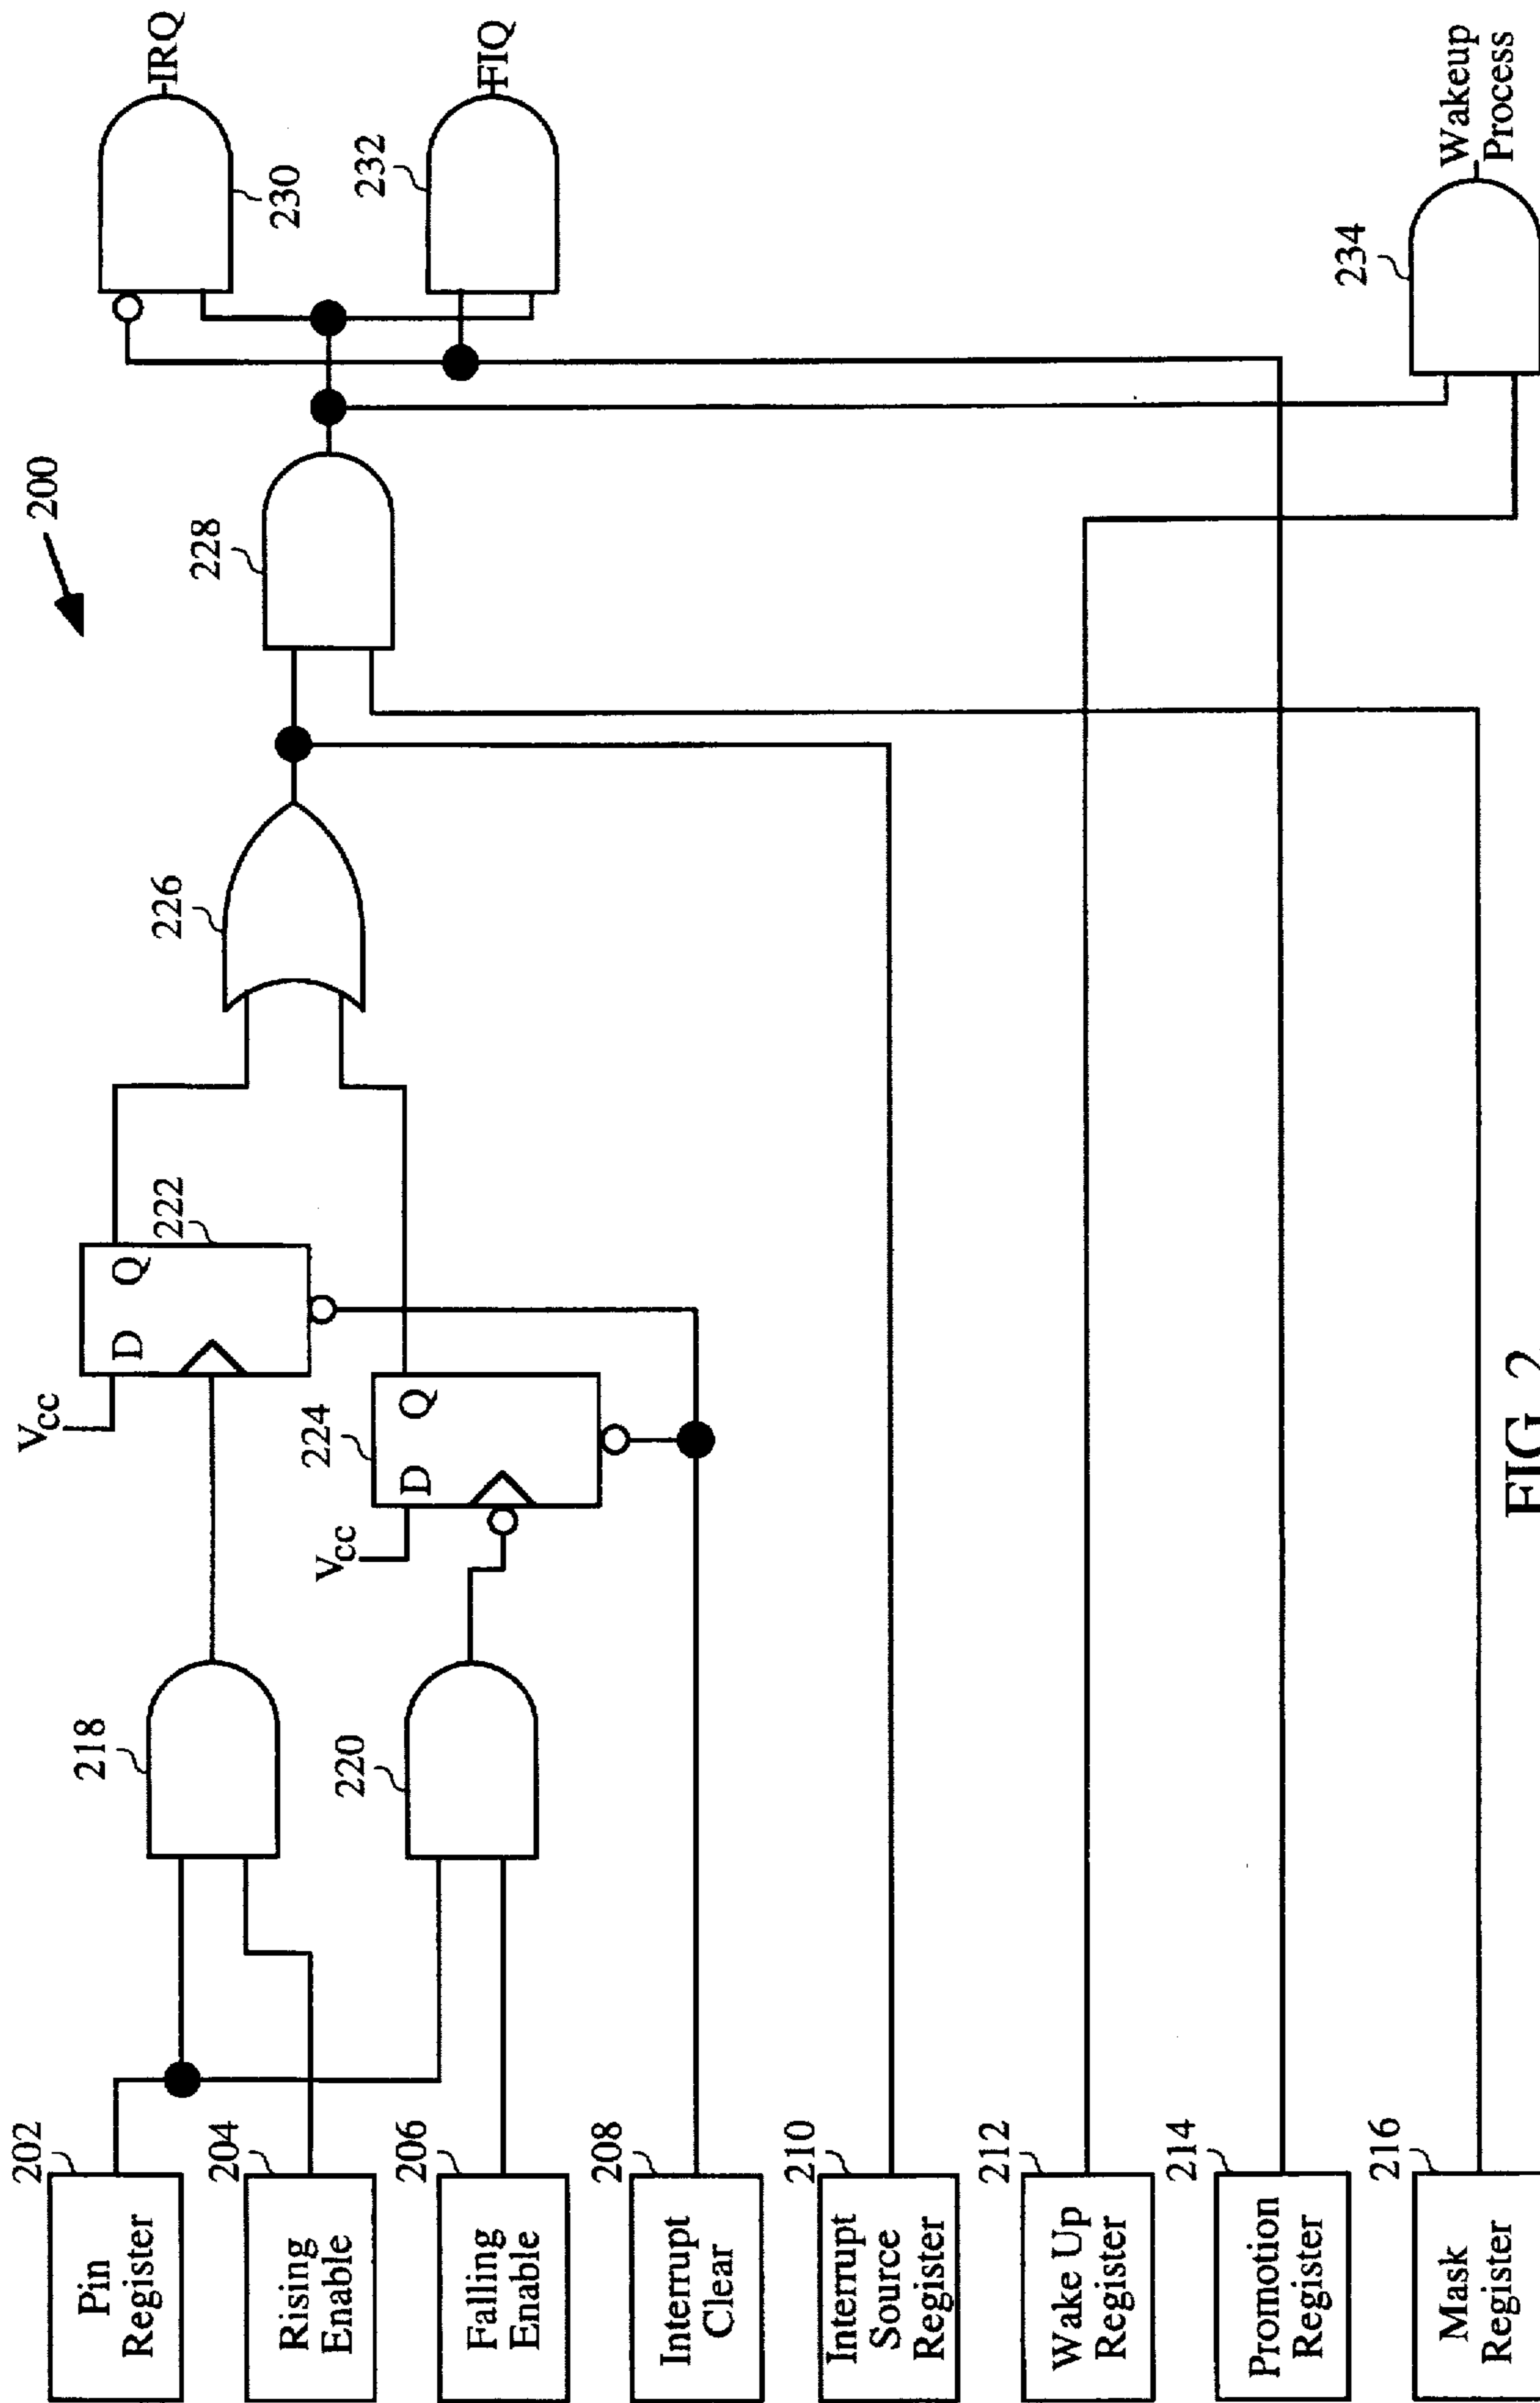 200
202
Pin
Register
204
Rising
Enable
206
Falling
Enable
208
Interrupt
Clear
210
Interrupt
Source
Register
212
Wake Up
Register
214
Promotion
Register
216
Mask
Register
218
220
Vcc
D Q
222
Vcc
D Q
224
226
228
230
IRQ
232
FIQ
234
Wakeup
Process
FIG. 2